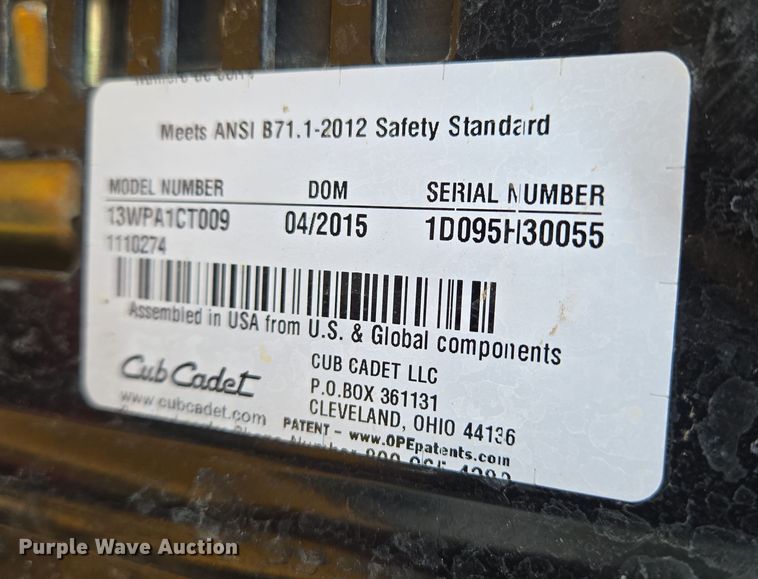 Meets ANSI B71.1-2012 Safety Standard
MODEL NUMBER DOM SERIAL NUMBER
13WPA1CT009 04/2015 1D095H30055
1110274
Assembled in USA from U.S. & Global components
Cub Cadet
CUB CADET LLC
www.cubcadet.com
P.O.BOX 361131
CLEVELAND, OHIO 44136
PATENT - www.OPEpatents.com
Number
Purple Wave Auction